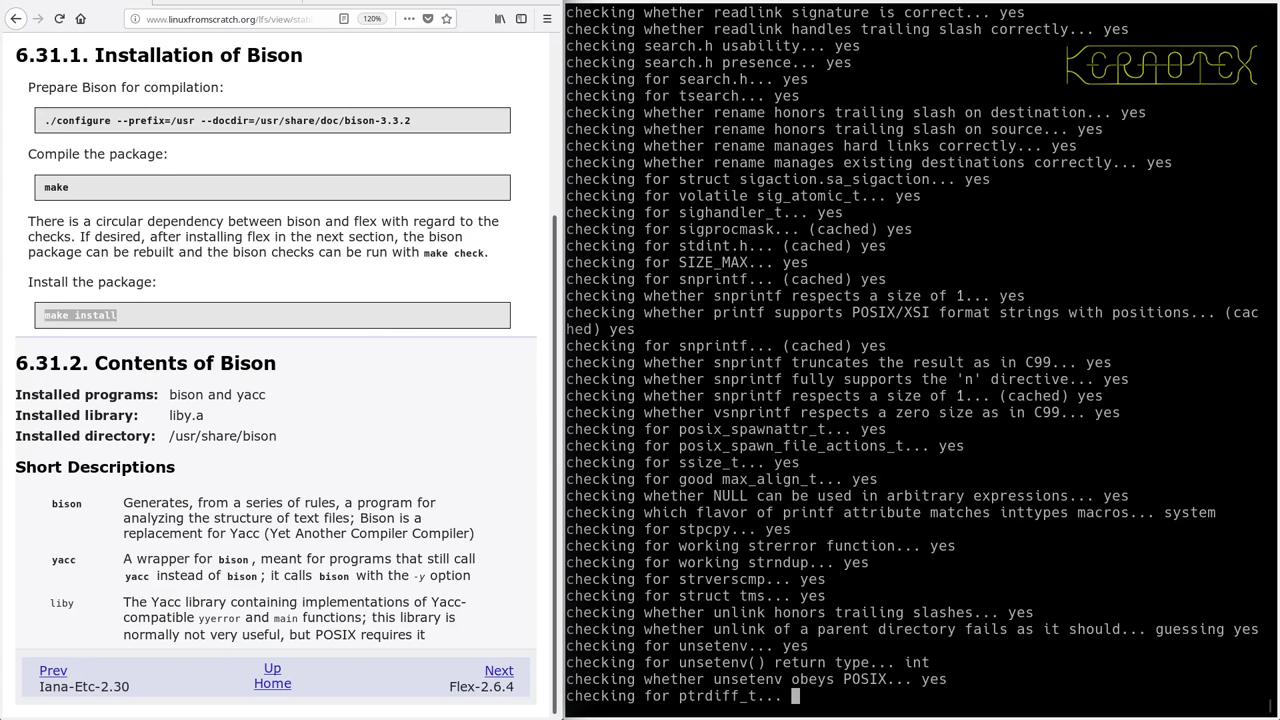 www.linuxfromscratch.org/lfs/view/stabl
120%
6.31.1. Installation of Bison
Prepare Bison for compilation:
./configure --prefix=/usr --docdir=/usr/share/doc/bison-3.3.2
Compile the package:
make
There is a circular dependency between bison and flex with regard to the
checks. If desired, after installing flex in the next section, the bison
package can be rebuilt and the bison checks can be run with make check.
Install the package:
make install
6.31.2. Contents of Bison
Installed programs: bison and yacc
Installed library: liby.a
Installed directory: /usr/share/bison
Short Descriptions
bison Generates, from a series of rules, a program for
analyzing the structure of text files; Bison is a
replacement for Yacc (Yet Another Compiler Compiler)
yacc A wrapper for bison, meant for programs that still call
yacc instead of bison; it calls bison with the -y option
liby The Yacc library containing implementations of Yacc-
compatible yyerror and main functions; this library is
normally not very useful, but POSIX requires it
Prev Up Next
Iana-Etc-2.30 Home Flex-2.6.4
checking whether readlink signature is correct... yes
checking whether readlink handles trailing slash correctly... yes
checking search.h usability... yes
checking search.h presence... yes
checking for search.h... yes
checking for tsearch... yes
checking whether rename honors trailing slash on destination... yes
checking whether rename honors trailing slash on source... yes
checking whether rename manages hard links correctly... yes
checking whether rename manages existing destinations correctly... yes
checking for struct sigaction.sa_sigaction... yes
checking for volatile sig_atomic_t... yes
checking for sighandler_t... yes
checking for sigprocmask... (cached) yes
checking for stdint.h... (cached) yes
checking for SIZE_MAX... yes
checking for snprintf... (cached) yes
checking whether snprintf respects a size of 1... yes
checking whether printf supports POSIX/XSI format strings with positions... (cac
hed) yes
checking for snprintf... (cached) yes
checking whether snprintf truncates the result as in C99... yes
checking whether snprintf fully supports the 'n' directive... yes
checking whether snprintf respects a size of 1... (cached) yes
checking whether vsnprintf respects a zero size as in C99... yes
checking for posix_spawnattr_t... yes
checking for posix_spawn_file_actions_t... yes
checking for ssize_t... yes
checking for good max_align_t... yes
checking whether NULL can be used in arbitrary expressions... yes
checking which flavor of printf attribute matches inttypes macros... system
checking for stpcpy... yes
checking for working strerror function... yes
checking for working strndup... yes
checking for strverscmp... yes
checking for struct tms... yes
checking whether unlink honors trailing slashes... yes
checking whether unlink of a parent directory fails as it should... guessing yes
checking for unsetenv... yes
checking for unsetenv() return type... int
checking whether unsetenv obeys POSIX... yes
checking for ptrdiff_t...